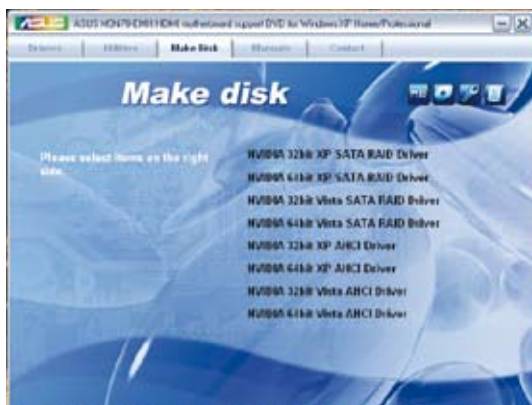 ASUS
ASUS M3N78-EMH HDMI motherboard support DVD for Windows XP Home/Professional
Drivers
Utilities
Make Disk
Manuals
Contact
Make disk
Please select items on the right side.
NVIDIA 32bit XP SATA RAID Driver
NVIDIA 64bit XP SATA RAID Driver
NVIDIA 32bit Vista SATA RAID Driver
NVIDIA 64bit Vista SATA RAID Driver
NVIDIA 32bit XP AHCI Driver
NVIDIA 64bit XP AHCI Driver
NVIDIA 32bit Vista AHCI Driver
NVIDIA 64bit Vista AHCI Driver